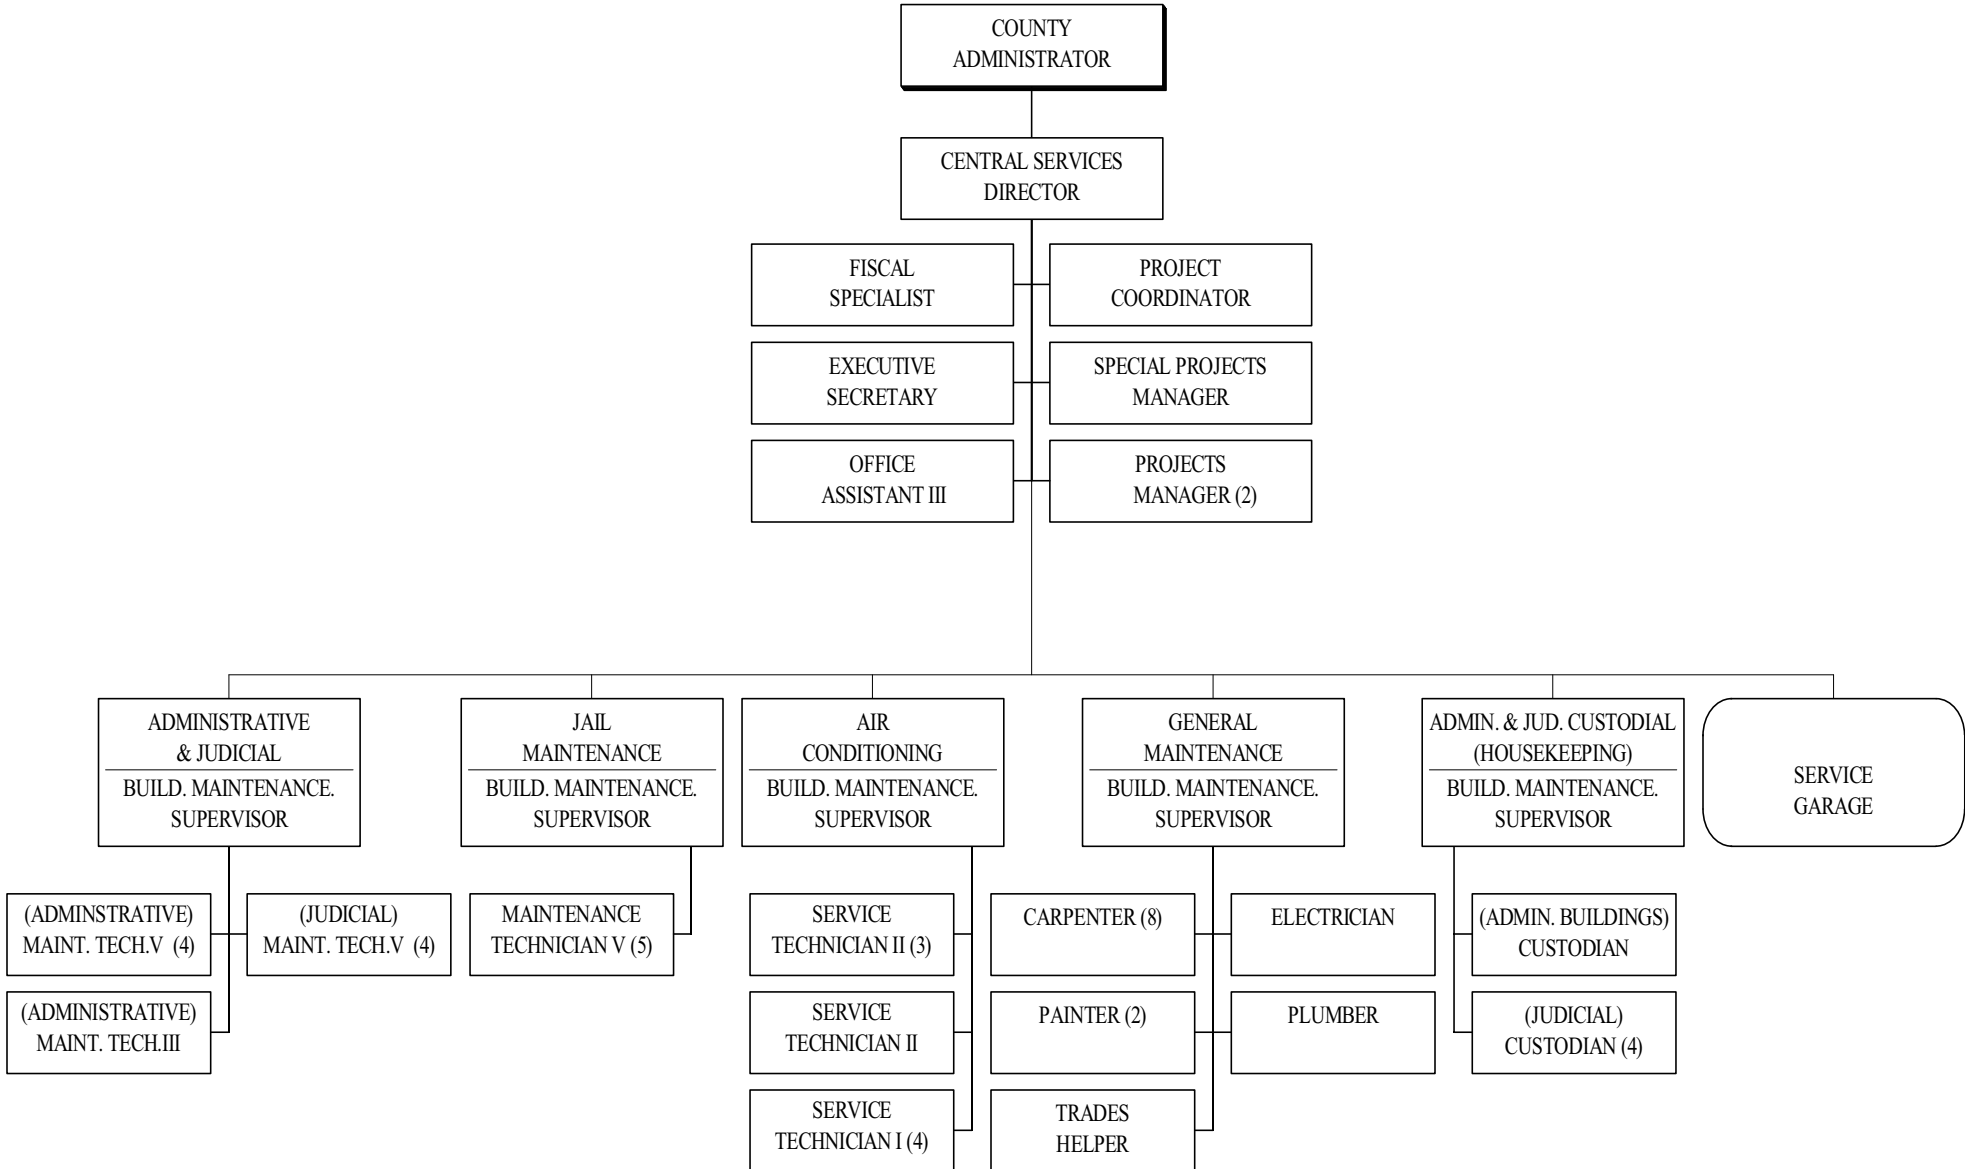 COUNTY
ADMINISTRATOR
CENTRAL SERVICES
DIRECTOR
FISCAL
SPECIALIST
PROJECT
COORDINATOR
EXECUTIVE
SECRETARY
SPECIAL PROJECTS
MANAGER
OFFICE
ASSISTANT III
PROJECTS
MANAGER (2)
ADMINISTRATIVE
& JUDICIAL
BUILD. MAINTENANCE.
SUPERVISOR
JAIL
MAINTENANCE
BUILD. MAINTENANCE.
SUPERVISOR
AIR
CONDITIONING
BUILD. MAINTENANCE.
SUPERVISOR
GENERAL
MAINTENANCE
BUILD. MAINTENANCE.
SUPERVISOR
ADMIN. & JUD. CUSTODIAL
(HOUSEKEEPING)
BUILD. MAINTENANCE.
SUPERVISOR
SERVICE
GARAGE
(ADMINSTRATIVE)
MAINT. TECH.V (4)
(JUDICIAL)
MAINT. TECH.V (4)
(ADMINISTRATIVE)
MAINT. TECH.III
MAINTENANCE
TECHNICIAN V (5)
SERVICE
TECHNICIAN II (3)
SERVICE
TECHNICIAN II
SERVICE
TECHNICIAN I (4)
CARPENTER (8)
ELECTRICIAN
PAINTER (2)
PLUMBER
TRADES
HELPER
(ADMIN. BUILDINGS)
CUSTODIAN
(JUDICIAL)
CUSTODIAN (4)